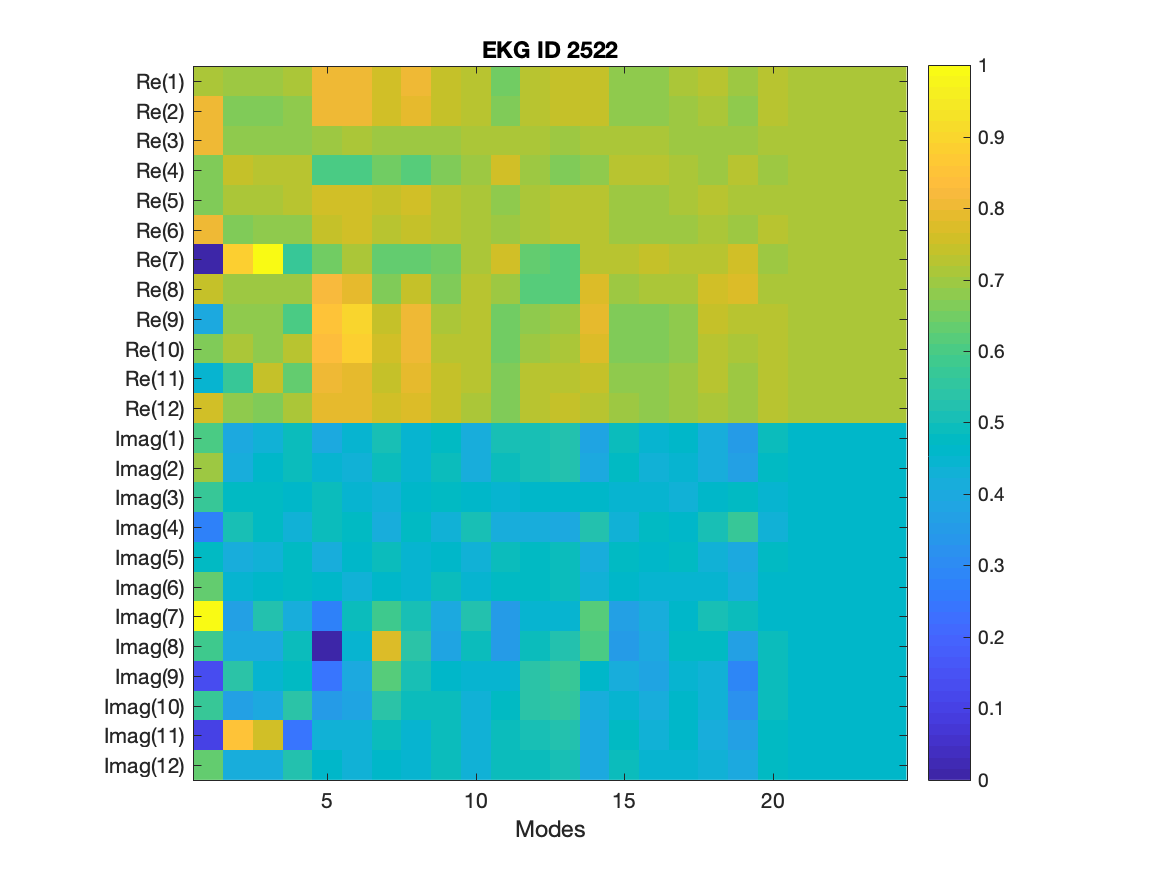 EKG ID 2522
Re(1)
Re(2)
Re(3)
Re(4)
Re(5)
Re(6)
Re(7)
Re(8)
Re(9)
Re(10)
Re(11)
Re(12)
Imag(1)
Imag(2)
Imag(3)
Imag(4)
Imag(5)
Imag(6)
Imag(7)
Imag(8)
Imag(9)
Imag(10)
Imag(11)
Imag(12)
5 10 15 20
Modes
1
0.9
0.8
0.7
0.6
0.5
0.4
0.3
0.2
0.1
0